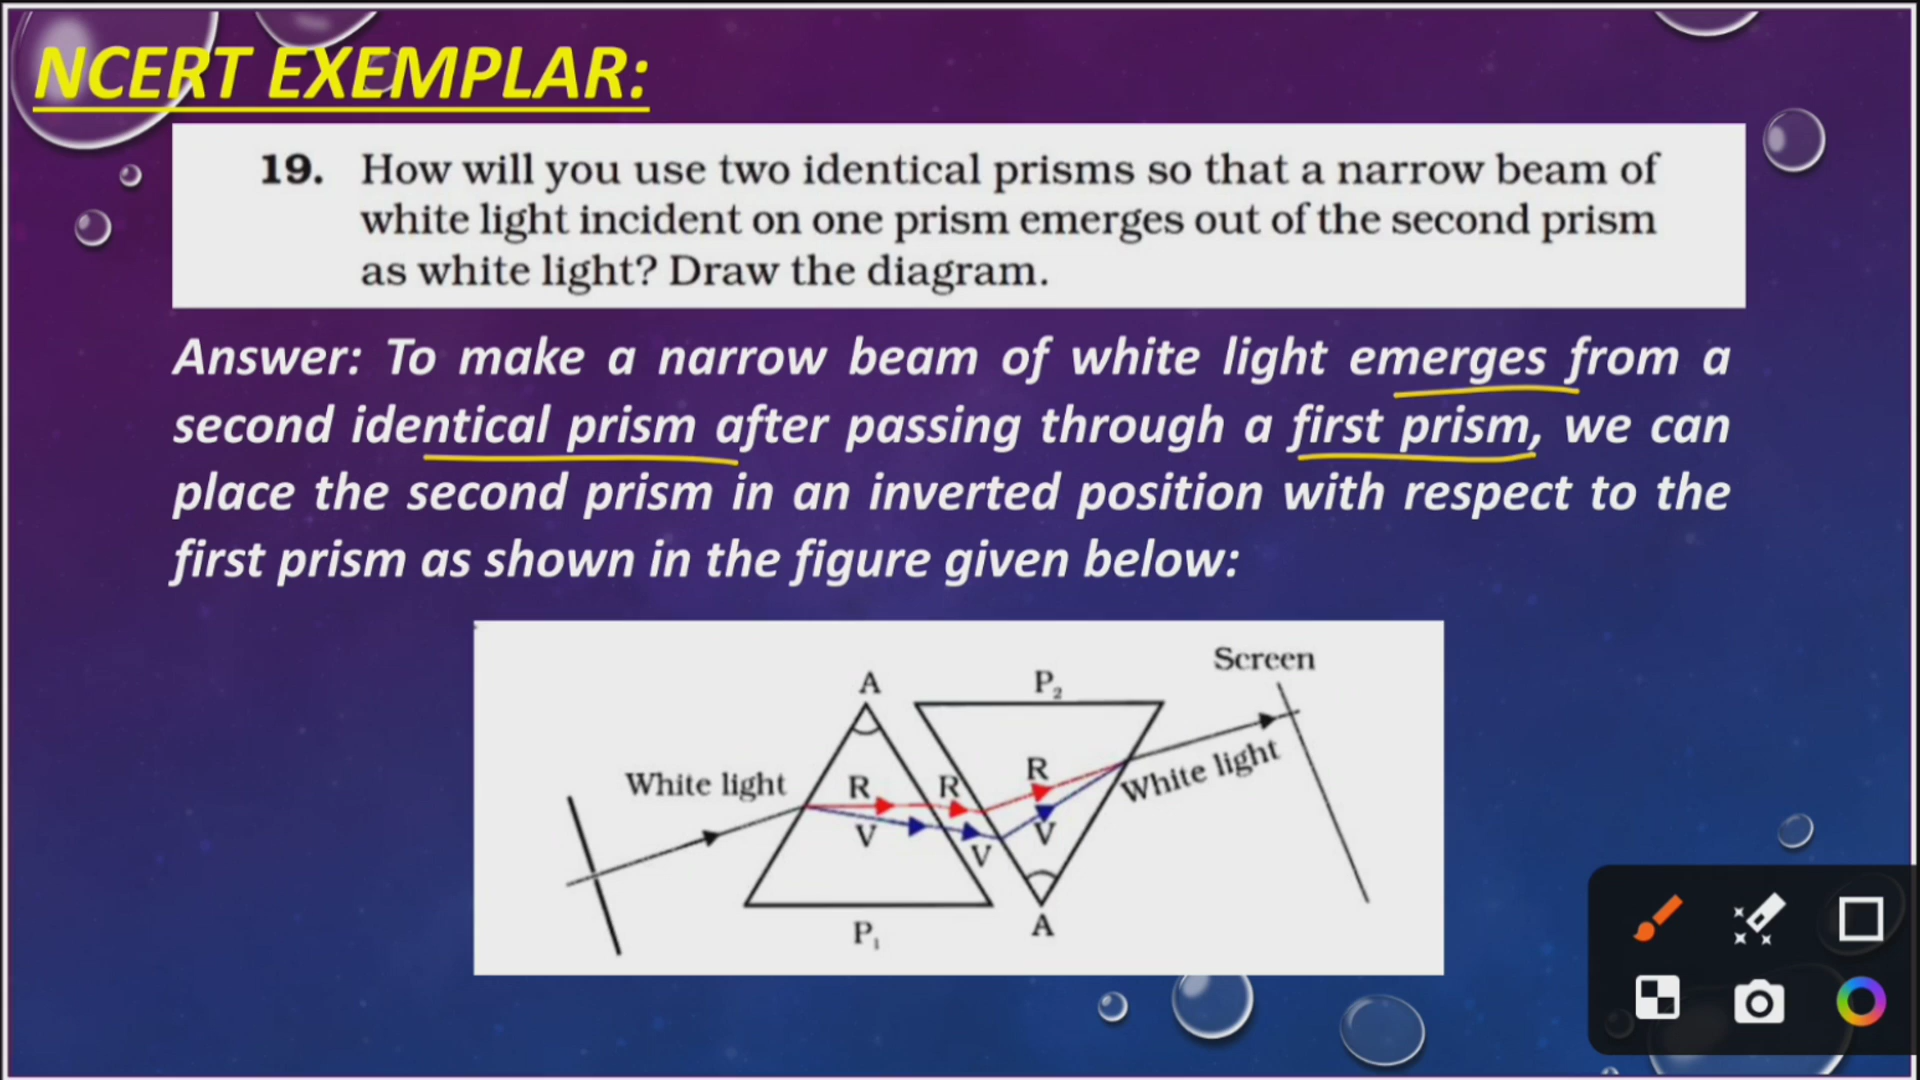 NCERT EXEMPLAR:
19. How will you use two identical prisms so that a narrow beam of
white light incident on one prism emerges out of the second prism
as white light? Draw the diagram.
Answer: To make a narrow beam of white light emerges from a
second identical prism after passing through a first prism, we can
place the second prism in an inverted position with respect to the
first prism as shown in the figure given below:
Screen
A
P₂
White light
R
R
R
V
V
V
White light
P₁
A